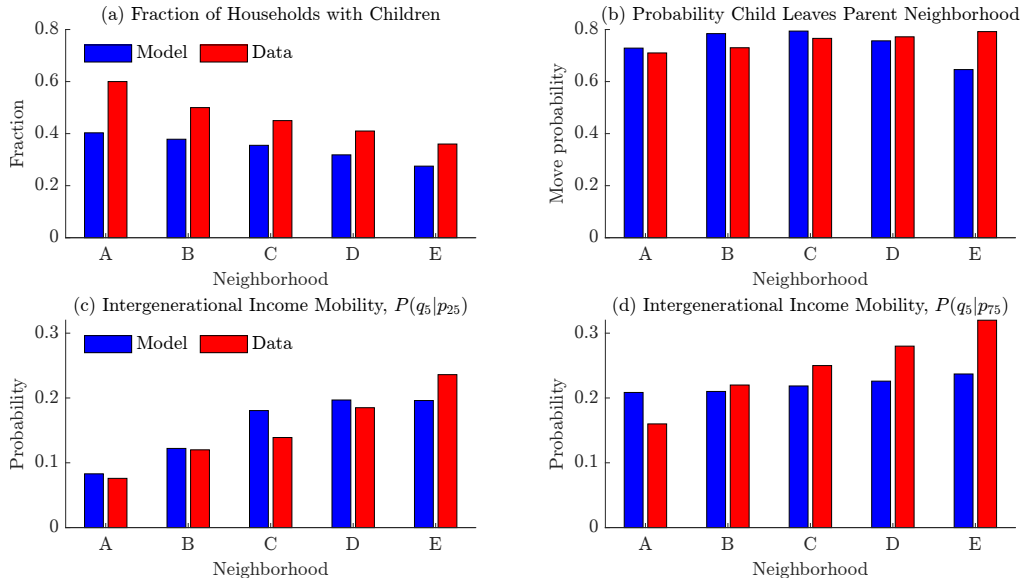 (a) Fraction of Households with Children
0.8
0.6
0.4
0.2
0
Fraction
Model Data
A B C D E
Neighborhood
(b) Probability Child Leaves Parent Neighborhood
0.8
0.6
0.4
0.2
0
Move probability
A B C D E
Neighborhood
(c) Intergenerational Income Mobility, P(q₅|p₂₅)
0.3
0.2
0.1
0
Probability
Model Data
A B C D E
Neighborhood
(d) Intergenerational Income Mobility, P(q₅|p₇₅)
0.3
0.2
0.1
0
Probability
A B C D E
Neighborhood